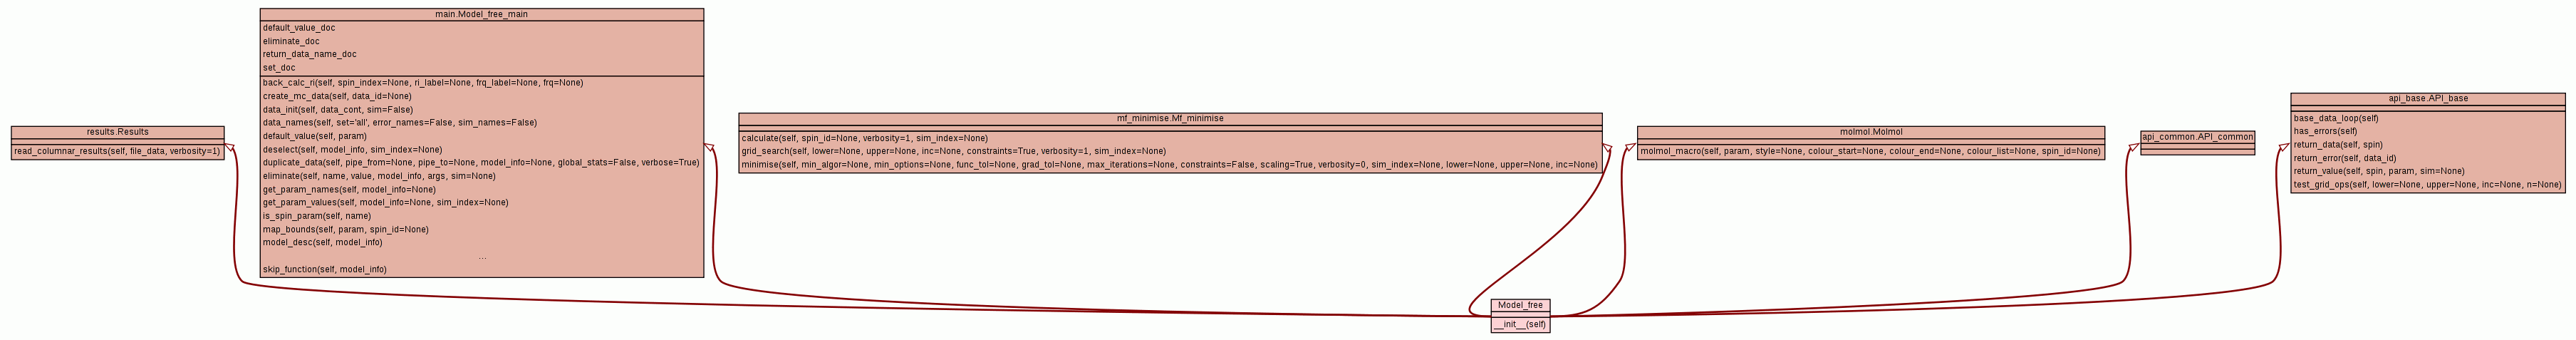 results.Results
read_columnar_results(self, file_data, verbosity=1)
main.Model_free_main
default_value_doc
eliminate_doc
return_data_name_doc
set_doc
back_calc_ri(self, spin_index=None, ri_label=None, frq_label=None, frq=None)
create_mc_data(self, data_id=None)
data_init(self, data_cont, sim=False)
data_names(self, set='all', error_names=False, sim_names=False)
default_value(self, param)
deselect(self, model_info, sim_index=None)
duplicate_data(self, pipe_from=None, pipe_to=None, model_info=None, global_stats=False, verbose=True)
eliminate(self, name, value, model_info, args, sim=None)
get_param_names(self, model_info=None)
get_param_values(self, model_info=None, sim_index=None)
is_spin_param(self, name)
map_bounds(self, param, spin_id=None)
model_desc(self, model_info)
...
skip_function(self, model_info)
mf_minimise.Mf_minimise
calculate(self, spin_id=None, verbosity=1, sim_index=None)
grid_search(self, lower=None, upper=None, inc=None, constraints=True, verbosity=1, sim_index=None)
minimise(self, min_algor=None, min_options=None, func_tol=None, grad_tol=None, max_iterations=None, constraints=False, scaling=True, verbosity=0, sim_index=None, lower=None, upper=None, inc=None)
molmol.Molmol
molmol_macro(self, param, style=None, colour_start=None, colour_end=None, colour_list=None, spin_id=None)
api_common.API_common
api_base.API_base
base_data_loop(self)
has_errors(self)
return_data(self, spin)
return_error(self, data_id)
return_value(self, spin, param, sim=None)
test_grid_ops(self, lower=None, upper=None, inc=None, n=None)
Model_free
__init__(self)